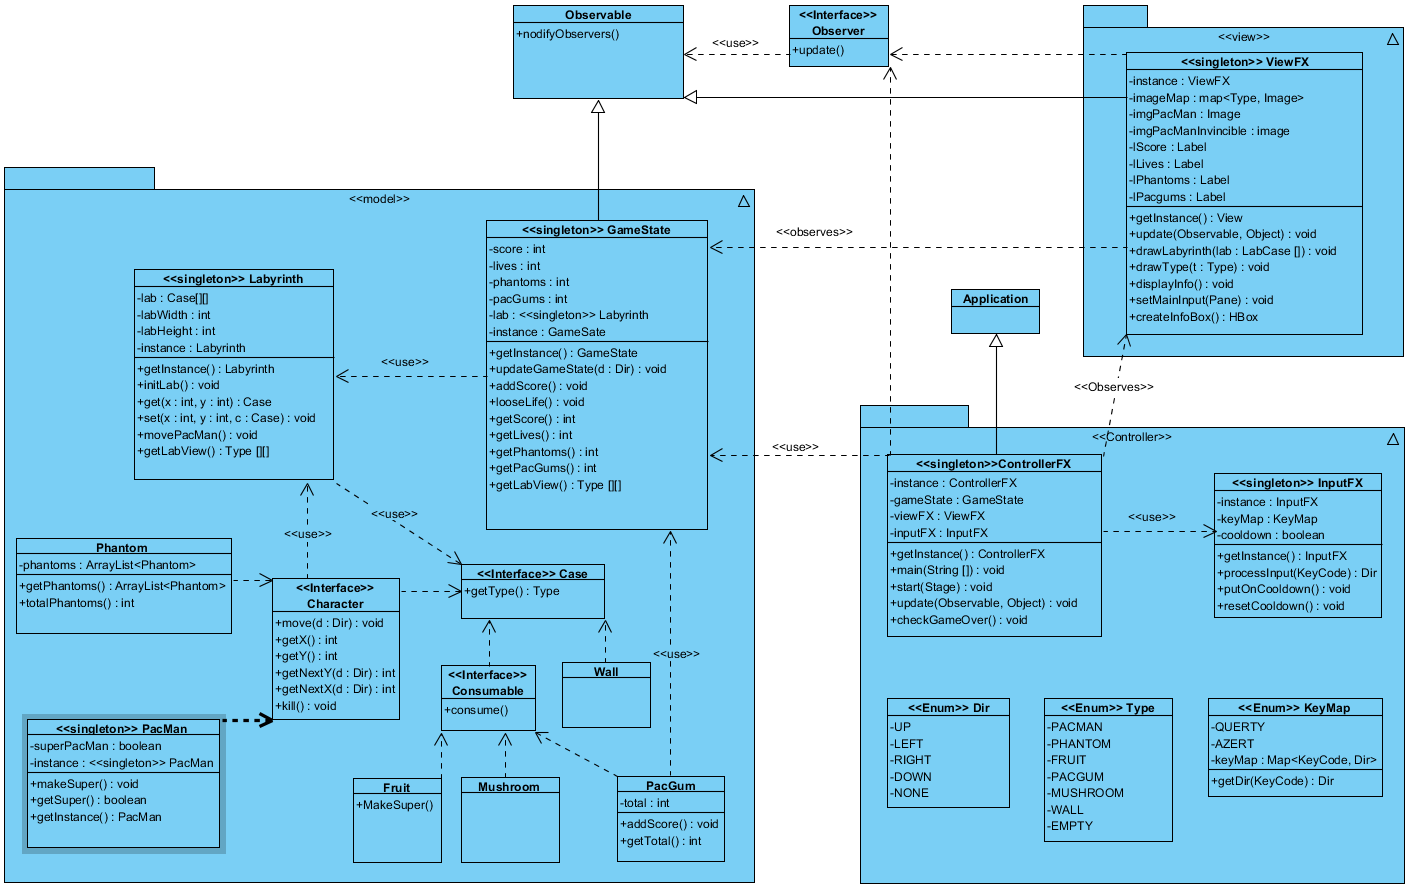 Observable
+nodifyObservers()
<<use>>
<<Interface>>
Observer
+update()
<<view>>
<<singleton>> ViewFX
-instance : ViewFX
-imageMap : map<Type, Image>
-imgPacMan : Image
-imgPacManInvincible : image
-lScore : Label
-lLives : Label
-lPhantoms : Label
-lPacgums : Label
+getInstance() : View
+update(Observable, Object) : void
+drawLabyrinth(lab : LabCase []) : void
+drawType(t : Type) : void
+displayInfo() : void
+setMainInput(Pane) : void
+createInfoBox() : HBox
<<model>>
<<singleton>> GameState
-score : int
-lives : int
-phantoms : int
-pacGums : int
-lab : <<singleton>> Labyrinth
-instance : GameSate
+getInstance() : GameState
+updateGameState(d : Dir) : void
+addScore() : void
+looseLife() : void
+getScore() : int
+getLives() : int
+getPhantoms() : int
+getPacGums() : int
+getLabView() : Type [][]
<<observes>>
<<singleton>> Labyrinth
-lab : Case[][]
-labWidth : int
-labHeight : int
-instance : Labyrinth
+getInstance() : Labyrinth
+initLab() : void
+get(x : int, y : int) : Case
+set(x : int, y : int, c : Case) : void
+movePacMan() : void
+getLabView() : Type [][]
<<use>>
Application
<<Observes>>
<<use>>
<<Controller>>
<<singleton>>ControllerFX
-instance : ControllerFX
-gameState : GameState
-viewFX : ViewFX
-inputFX : InputFX
+getInstance() : ControllerFX
+main(String []) : void
+start(Stage) : void
+update(Observable, Object) : void
+checkGameOver() : void
<<use>>
<<singleton>> InputFX
-instance : InputFX
-keyMap : KeyMap
-cooldown : boolean
+getInstance() : InputFX
+processInput(KeyCode) : Dir
+putOnCooldown() : void
+resetCooldown() : void
<<use>>
<<use>>
Phantom
-phantoms : ArrayList<Phantom>
+getPhantoms() : ArrayList<Phantom>
+totalPhantoms() : int
<<Interface>>
Character
+move(d : Dir) : void
+getX() : int
+getY() : int
+getNextY(d : Dir) : int
+getNextX(d : Dir) : int
+kill() : void
<<Interface>> Case
+getType() : Type
<<use>>
<<Interface>>
Consumable
+consume()
Wall
<<singleton>> PacMan
-superPacMan : boolean
-instance : <<singleton>> PacMan
+makeSuper() : void
+getSuper() : boolean
+getInstance() : PacMan
Fruit
+MakeSuper()
Mushroom
PacGum
-total : int
+addScore() : void
+getTotal() : int
<<Enum>> Dir
-UP
-LEFT
-RIGHT
-DOWN
-NONE
<<Enum>> Type
-PACMAN
-PHANTOM
-FRUIT
-PACGUM
-MUSHROOM
-WALL
-EMPTY
<<Enum>> KeyMap
-QUERTY
-AZERT
-keyMap : Map<KeyCode, Dir>
+getDir(KeyCode) : Dir